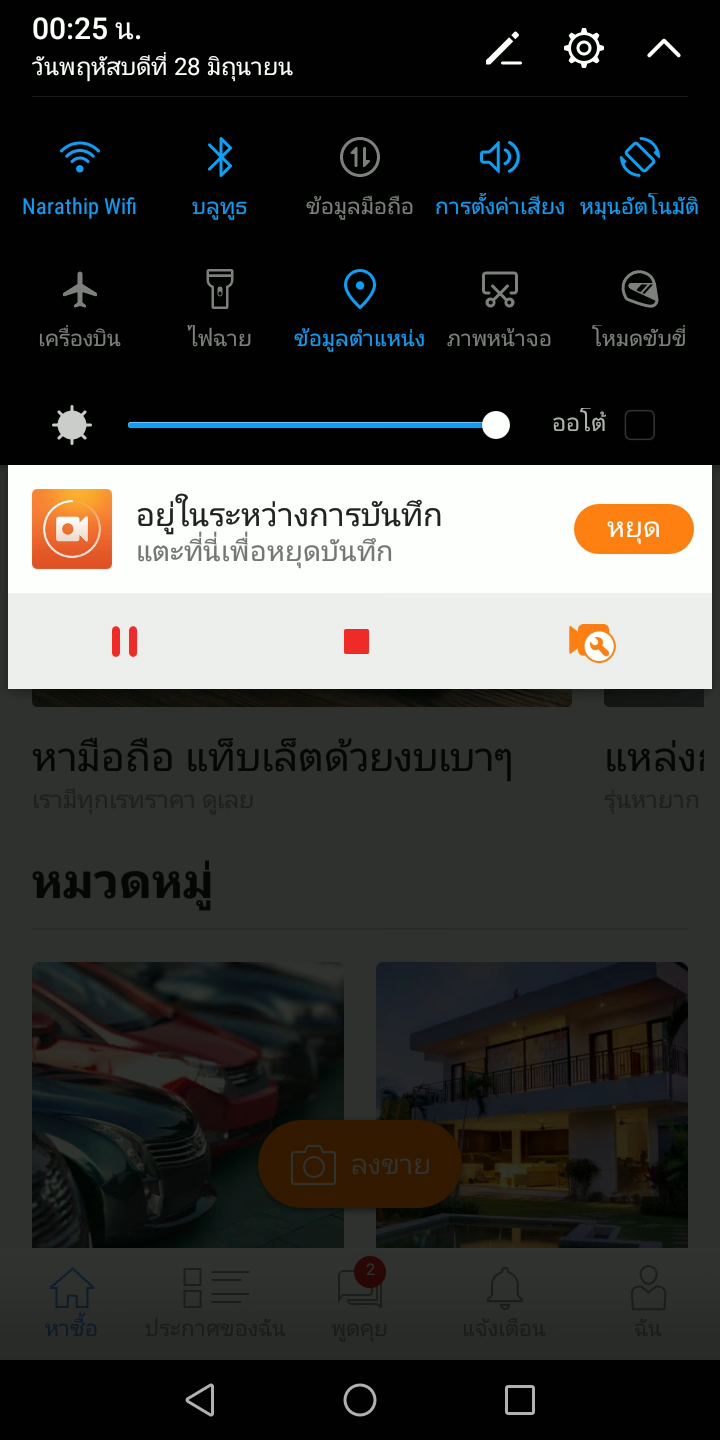 00:25 น.
วันพฤหัสบดีที่ 28 มิถุนายน
Narathip Wifi
บลูทูธ
ข้อมูลมือถือ
การตั้งค่าเสียง
หมุนอัตโนมัติ
เครื่องบิน
ไฟฉาย
ข้อมูลตำแหน่ง
ภาพหน้าจอ
โหมดขับขี่
ออโต้
อยู่ในระหว่างการบันทึก
แตะที่นี่เพื่อหยุดบันทึก
หยุด
หามือถือ แท็บเล็ตด้วยงบเบาๆ
เรามีทุกเรทราคา ดูเลย
แหล่ง
รุ่นหายาก
หมวดหมู่
ลงขาย
2
หาซื้อ
ประกาศของฉัน
พูดคุย
แจ้งเตือน
ฉัน